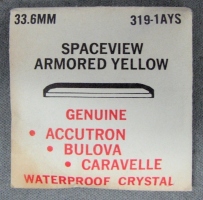 33.6MM 319-1AYS
SPACEVIEW
ARMORED YELLOW
GENUINE
• ACCUTRON
• BULOVA
• CARAVELLE
WATERPROOF CRYSTAL